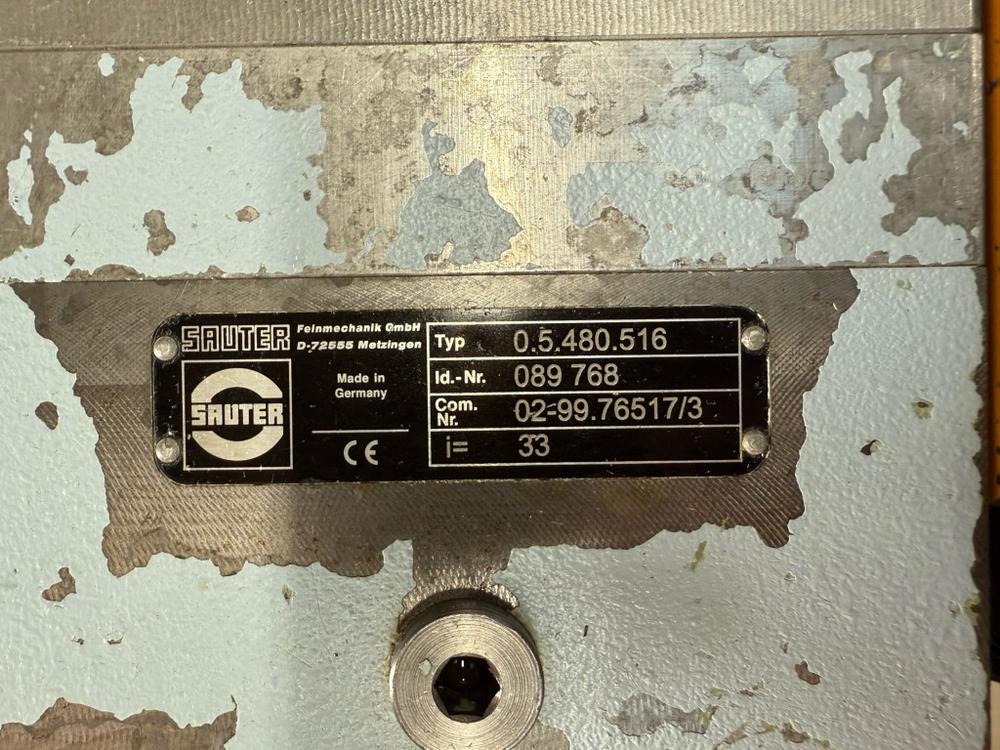 SAUTER Feinmechanik GmbH
D-72555 Metzingen
SAUTER
Made in
Germany
CE
Typ 0.5.480.516
Id.-Nr. 089 768
Com. Nr. 02-99.76517/3
i= 33